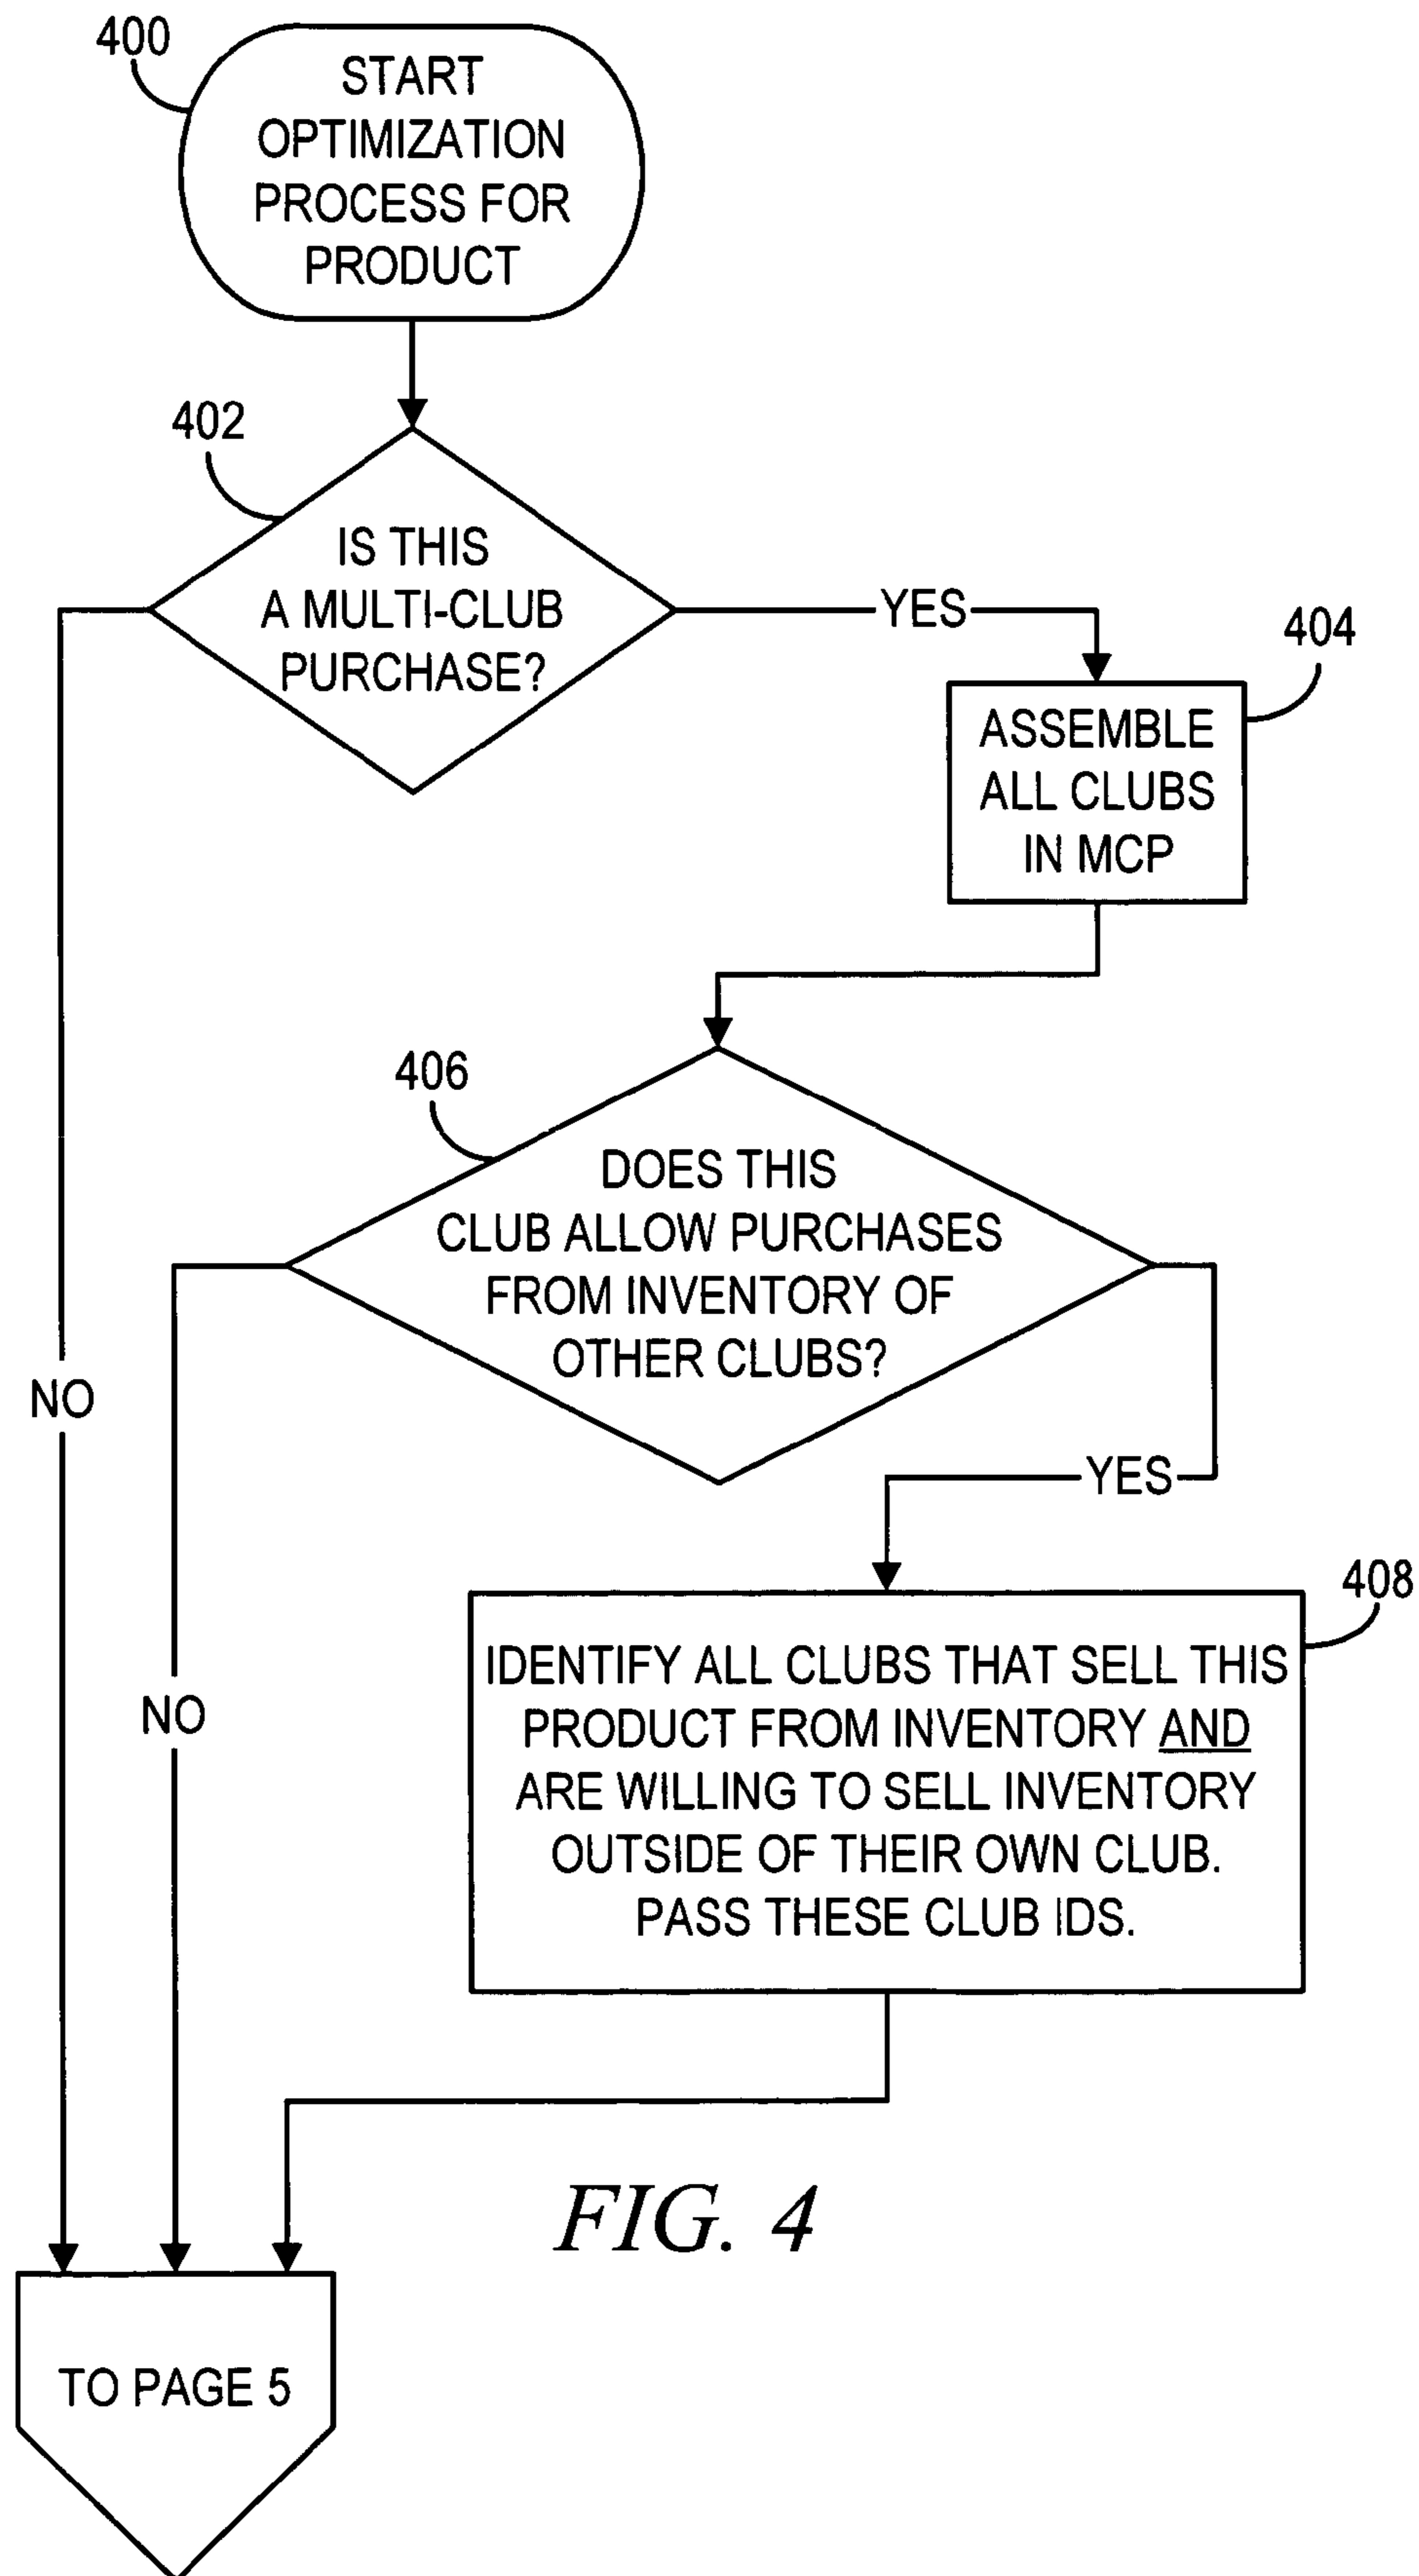 400
START
OPTIMIZATION
PROCESS FOR
PRODUCT
402
IS THIS
A MULTI-CLUB
PURCHASE?
YES
404
ASSEMBLE
ALL CLUBS
IN MCP
406
DOES THIS
CLUB ALLOW PURCHASES
FROM INVENTORY OF
OTHER CLUBS?
NO
YES
408
IDENTIFY ALL CLUBS THAT SELL THIS
PRODUCT FROM INVENTORY AND
ARE WILLING TO SELL INVENTORY
OUTSIDE OF THEIR OWN CLUB.
PASS THESE CLUB IDS.
NO
FIG. 4
TO PAGE 5